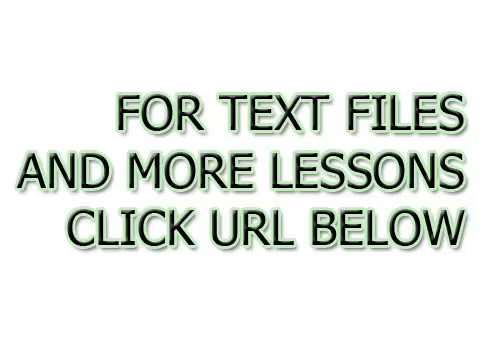 FOR TEXT FILES
AND MORE LESSONS
CLICK URL BELOW